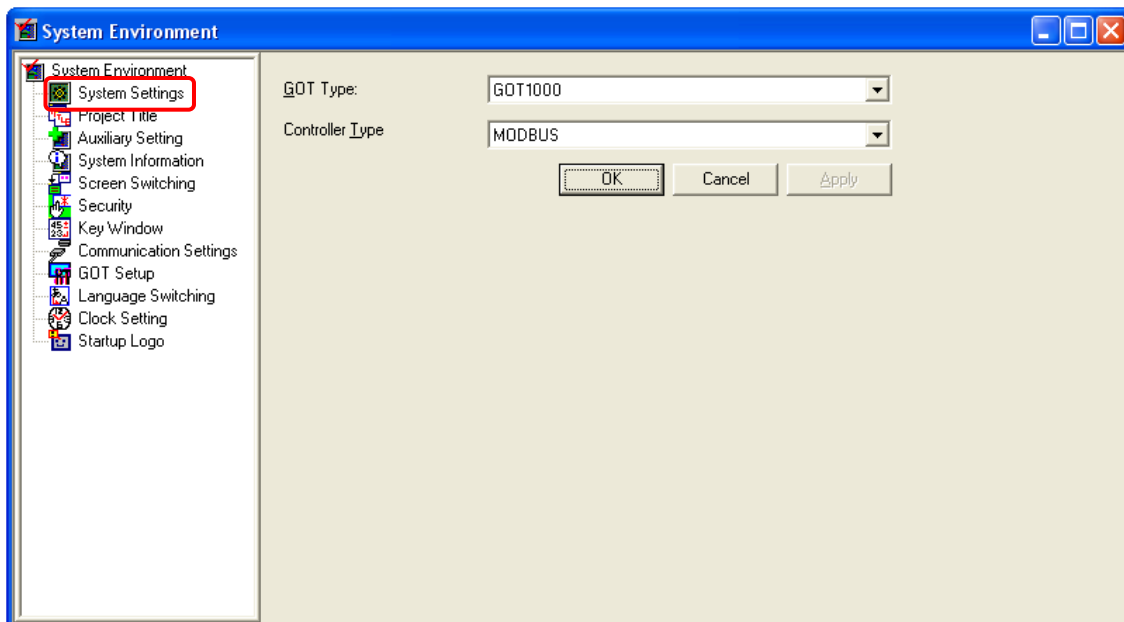 System Environment
System Environment
System Settings
Project Title
Auxiliary Setting
System Information
Screen Switching
Security
Key Window
Communication Settings
GOT Setup
Language Switching
Clock Setting
Startup Logo
GOT Type: GOT1000
Controller Type MODBUS
OK Cancel Apply